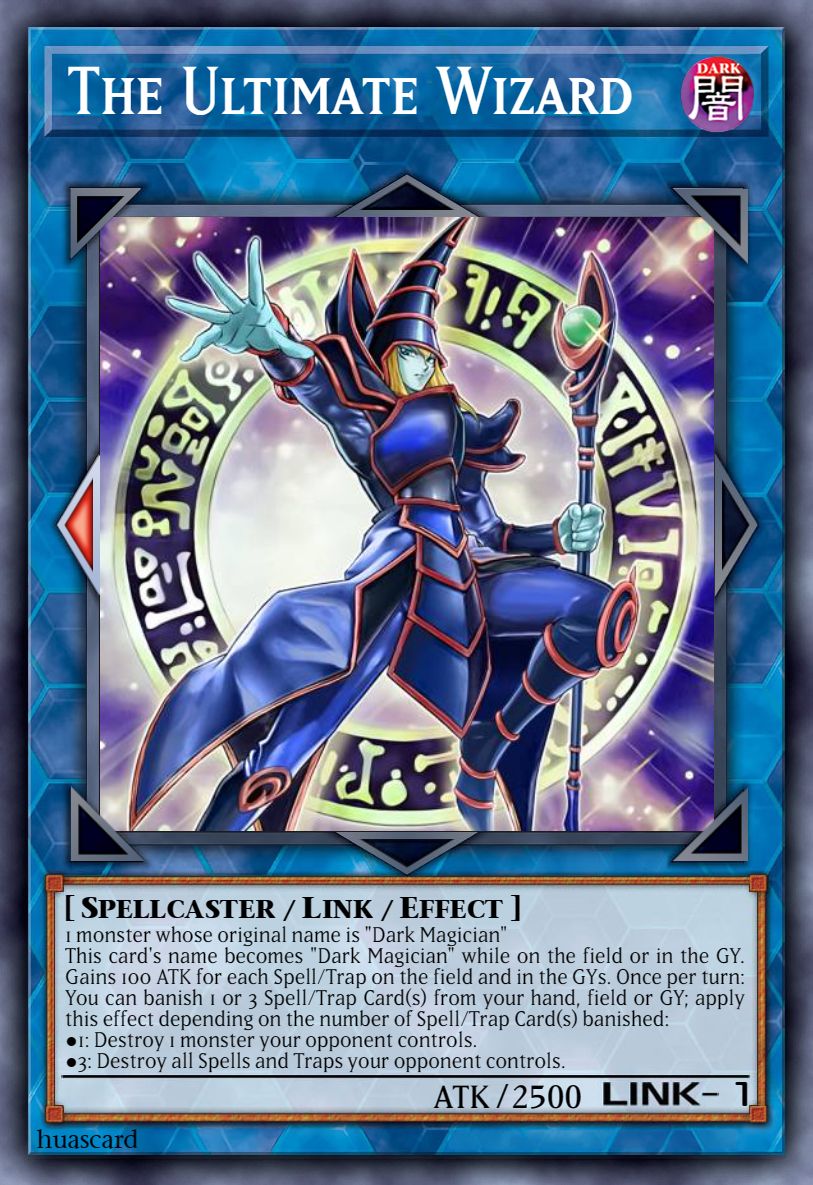 The Ultimate Wizard
DARK
闇
[ Spellcaster / Link / Effect ]
1 monster whose original name is "Dark Magician"
This card's name becomes "Dark Magician" while on the field or in the GY.
Gains 100 ATK for each Spell/Trap on the field and in the GYs. Once per turn:
You can banish 1 or 3 Spell/Trap Card(s) from your hand, field or GY; apply
this effect depending on the number of Spell/Trap Card(s) banished:
●1: Destroy 1 monster your opponent controls.
●3: Destroy all Spells and Traps your opponent controls.
ATK/2500 LINK- 1
huascard